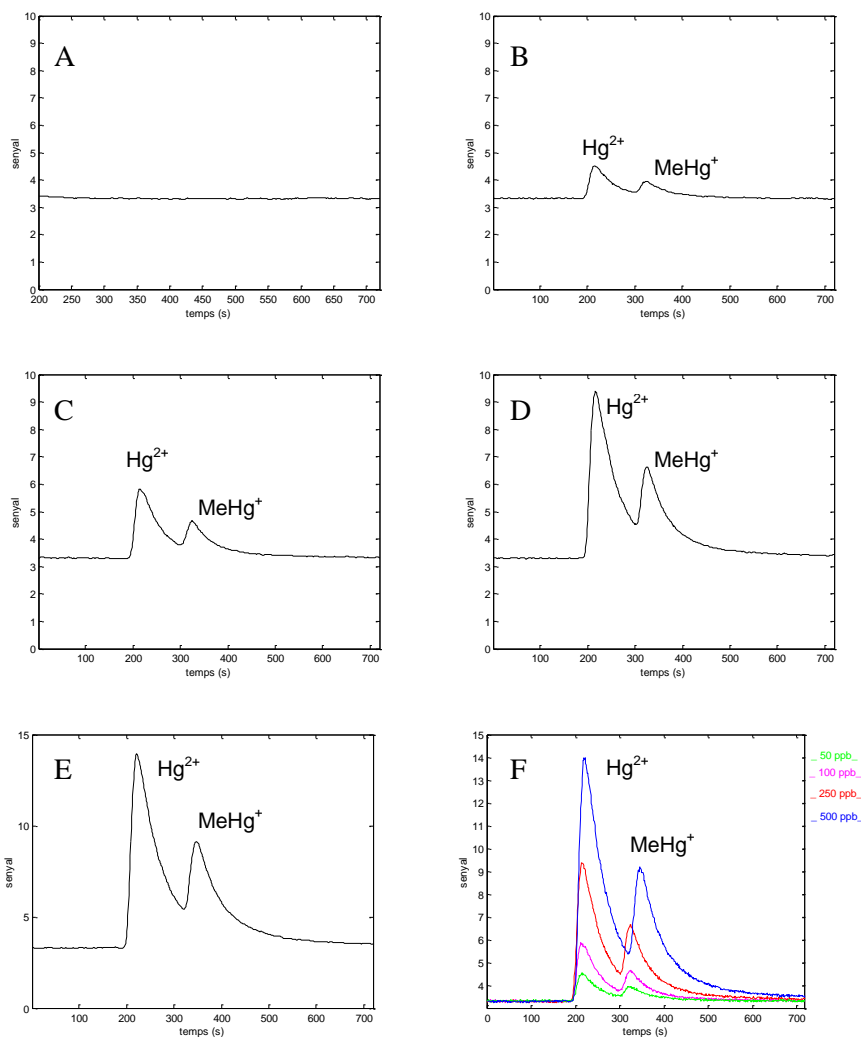 A
10
9
8
7
6
5
4
3
2
1
0
senyal
200 250 300 350 400 450 500 550 600 650 700
temps (s)
B
10
9
8
7
6
5
4
3
2
1
0
senyal
Hg2+
MeHg+
100 200 300 400 500 600 700
temps (s)
C
10
9
8
7
6
5
4
3
2
1
0
senyal
Hg2+
MeHg+
100 200 300 400 500 600 700
temps (s)
D
10
9
8
7
6
5
4
3
2
1
0
senyal
Hg2+
MeHg+
100 200 300 400 500 600 700
temps (s)
E
15
10
5
0
senyal
Hg2+
MeHg+
100 200 300 400 500 600 700
temps (s)
F
15
14
13
12
11
10
9
8
7
6
5
4
senyal
Hg2+
MeHg+
0 100 200 300 400 500 600 700
temps (s)
_ 50 ppb_
_ 100 ppb_
_ 250 ppb_
_ 500 ppb_